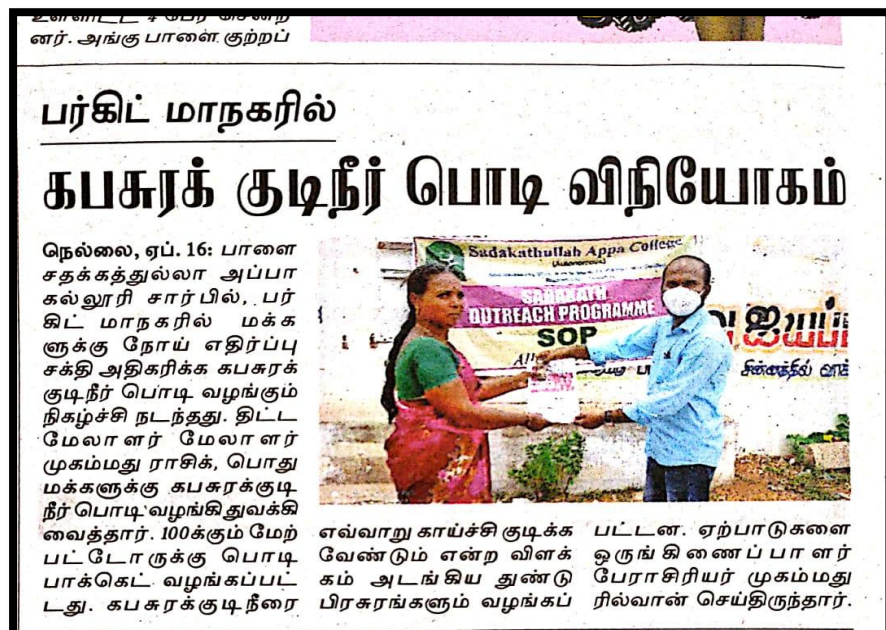 னர். அங்கு பாளை குற்றப்
பர்கிட் மாநகரில்
கபசுரக் குடிநீர் பொடி விநியோகம்
நெல்லை, ஏப். 16: பாளை
சதக்கத்துல்லா அப்பா
கல்லூரி சார்பில், பர்
கிட் மாநகரில் மக்க
ளுக்கு நோய் எதிர்ப்பு
சக்தி அதிகரிக்க கபசுரக்
குடிநீர் பொடி வழங்கும்
நிகழ்ச்சி நடந்தது. திட்ட
மேலாளர் மேலாளர்
முகம்மது ராசிக், பொது
மக்களுக்கு கபசுரக்குடி
நீர் பொடி வழங்கி துவக்கி
வைத்தார். 100க்கும் மேற்
பட்டோருக்கு பொடி
பாக்கெட் வழங்கப்பட்
டது. கபசுரக்குடிநீரை
Sadakathullah Appa College
(Autonomous)
SADAKATH
OUTREACH PROGRAMME
SOP
எவ்வாறு காய்ச்சி குடிக்க
வேண்டும் என்ற விளக்
கம் அடங்கிய துண்டு
பிரசுரங்களும் வழங்கப்
பட்டன. ஏற்பாடுகளை
ஒருங்கிணைப்பாளர்
பேராசிரியர் முகம்மது
ரில்வான் செய்திருந்தார்.